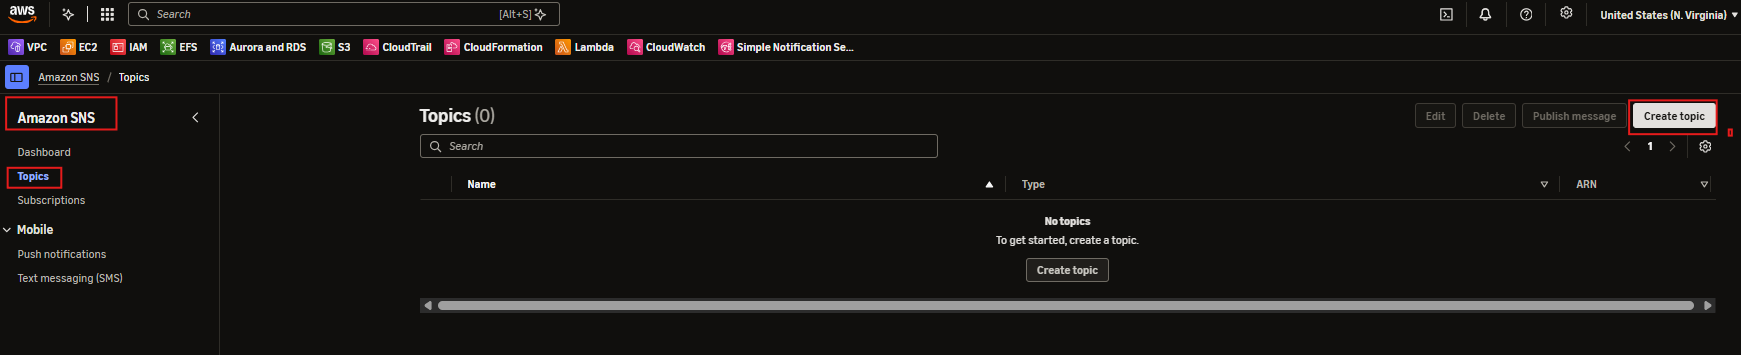 aws
Search [Alt+S]
United States (N. Virginia)
VPC EC2 IAM EFS Aurora and RDS S3 CloudTrail CloudFormation Lambda CloudWatch Simple Notification Se...
Amazon SNS / Topics
Amazon SNS
Dashboard
Topics
Subscriptions
Mobile
Push notifications
Text messaging (SMS)
Topics (0)
Edit Delete Publish message Create topic
Search
1
Name Type ARN
No topics
To get started, create a topic.
Create topic